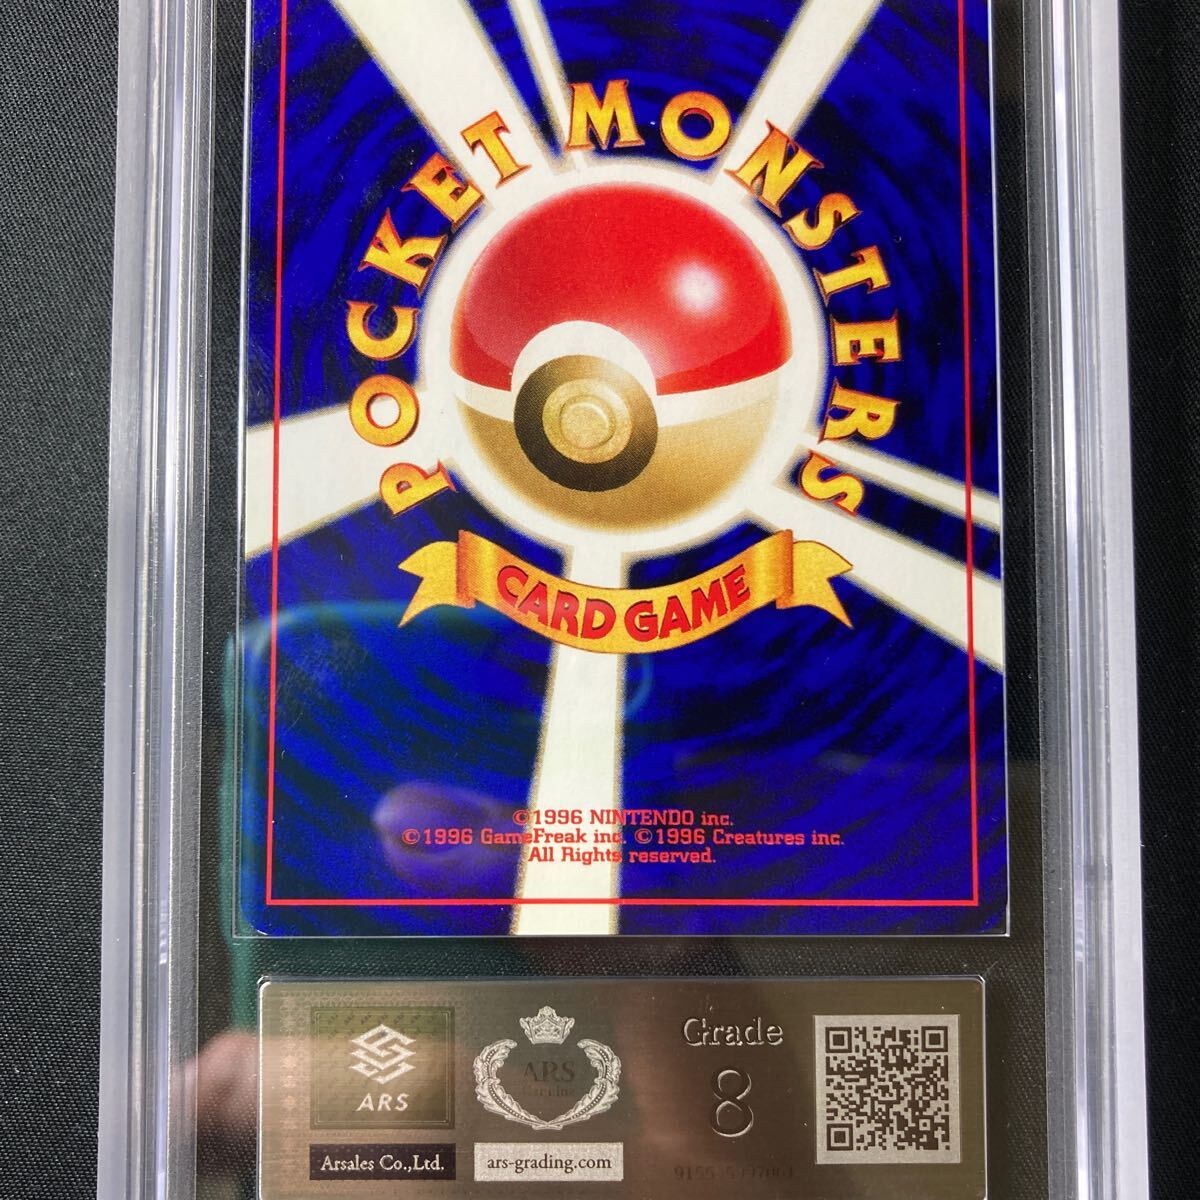 POCKET MONSTERS
CARD GAME
©1996 NINTENDO inc.
©1996 GameFreak inc. ©1996 Creatures inc.
All Rights reserved.
ARS
Arsales Co.,Ltd.
ARS
Genuine
ars-grading.com
Grade
8